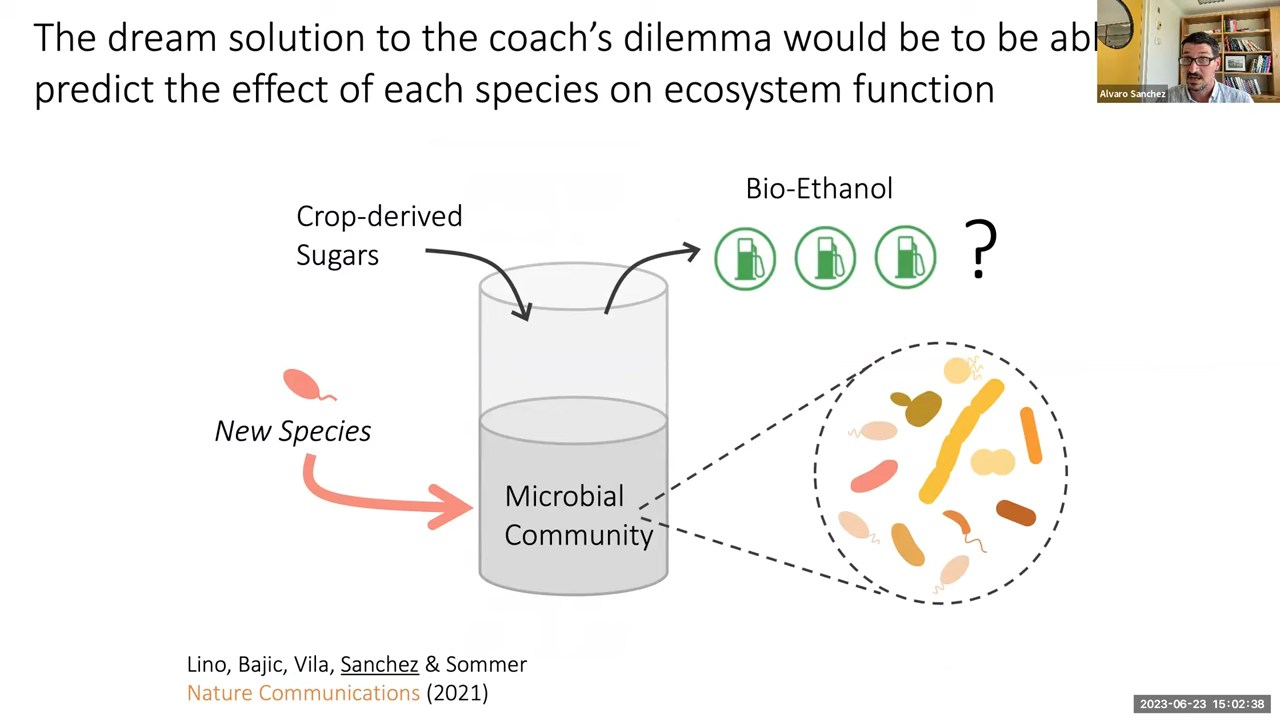 The dream solution to the coach's dilemma would be to be
predict the effect of each species on ecosystem function
Alvaro Sanchez
Bio-Ethanol
Crop-derived
Sugars
?
New Species
Microbial
Community
Lino, Bajic, Vila, Sanchez & Sommer
Nature Communications (2021)
2023-06-23 15:02:38